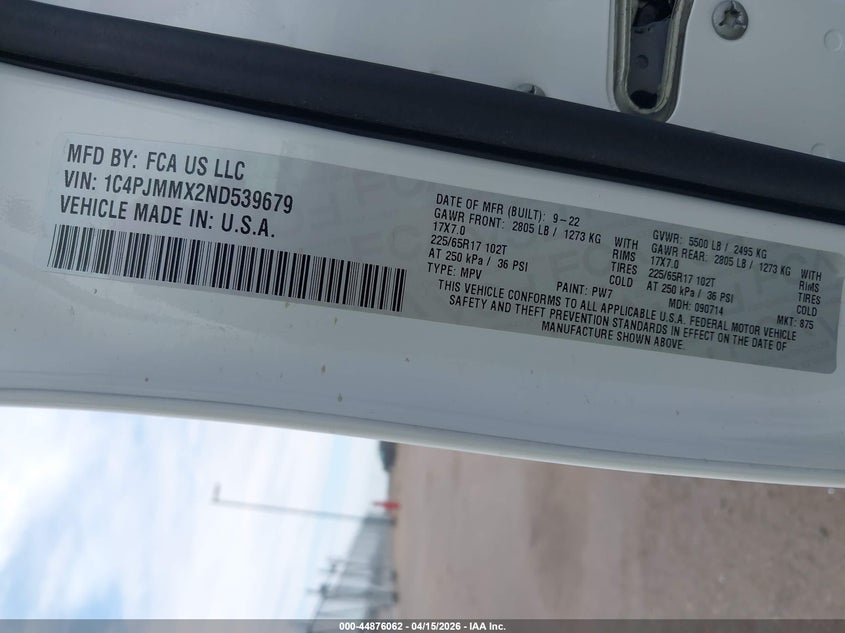 MFD BY: FCA US LLC
VIN: 1C4PJMMX2ND539679
VEHICLE MADE IN: U.S.A.
DATE OF MFR (BUILT): 9-22
GVWR: 5500 LB / 2495 KG
GAWR FRONT: 2805 LB / 1273 KG WITH
GAWR REAR: 2805 LB / 1273 KG WITH
17X7.0 RIMS
17X7.0 RIMS
225/65R17 102T TIRES
225/65R17 102T TIRES
AT 250 kPa / 36 PSI COLD
AT 250 kPa / 36 PSI COLD
TYPE: MPV PAINT: PW7 MDH: 090714 MKT: 875
THIS VEHICLE CONFORMS TO ALL APPLICABLE U.S.A. FEDERAL MOTOR VEHICLE
SAFETY AND THEFT PREVENTION STANDARDS IN EFFECT ON THE DATE OF
MANUFACTURE SHOWN ABOVE.
000-44876062 - 04/15/2026 - IAA Inc.